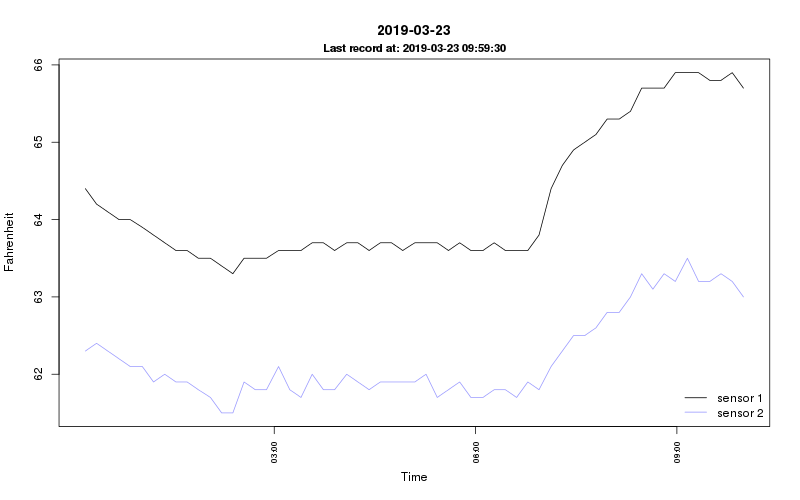 2019-03-23
Last record at: 2019-03-23 09:59:30
66
65
64
63
62
Fahrenheit
sensor 1
sensor 2
03:00
06:00
09:00
Time